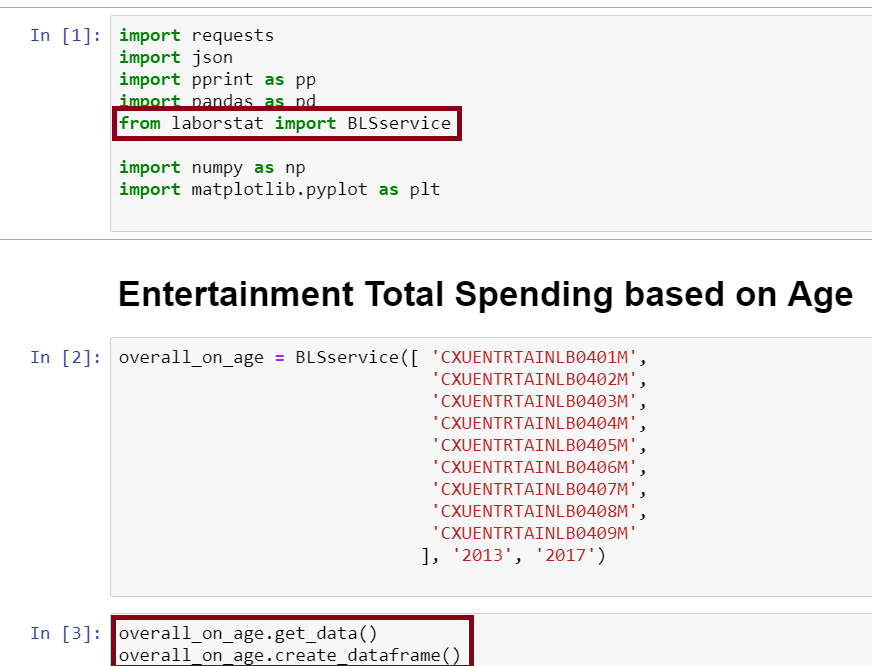 In [1]: import requests
import json
import pprint as pp
import pandas as pd
from laborstat import BLSservice
import numpy as np
import matplotlib.pyplot as plt
Entertainment Total Spending based on Age
In [2]: overall_on_age = BLSservice([ 'CXUENTRTAINLB0401M',
'CXUENTRTAINLB0402M',
'CXUENTRTAINLB0403M',
'CXUENTRTAINLB0404M',
'CXUENTRTAINLB0405M',
'CXUENTRTAINLB0406M',
'CXUENTRTAINLB0407M',
'CXUENTRTAINLB0408M',
'CXUENTRTAINLB0409M'
], '2013', '2017')
In [3]: overall_on_age.get_data()
overall_on_age.create_dataframe()